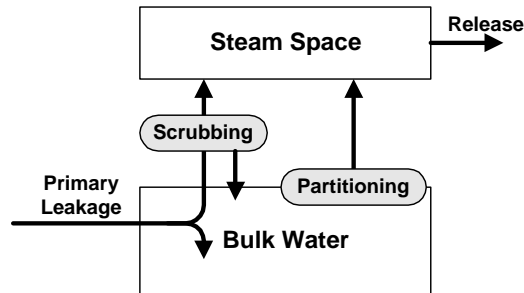 Steam Space
Release
Scrubbing
Partitioning
Primary
Leakage
Bulk Water